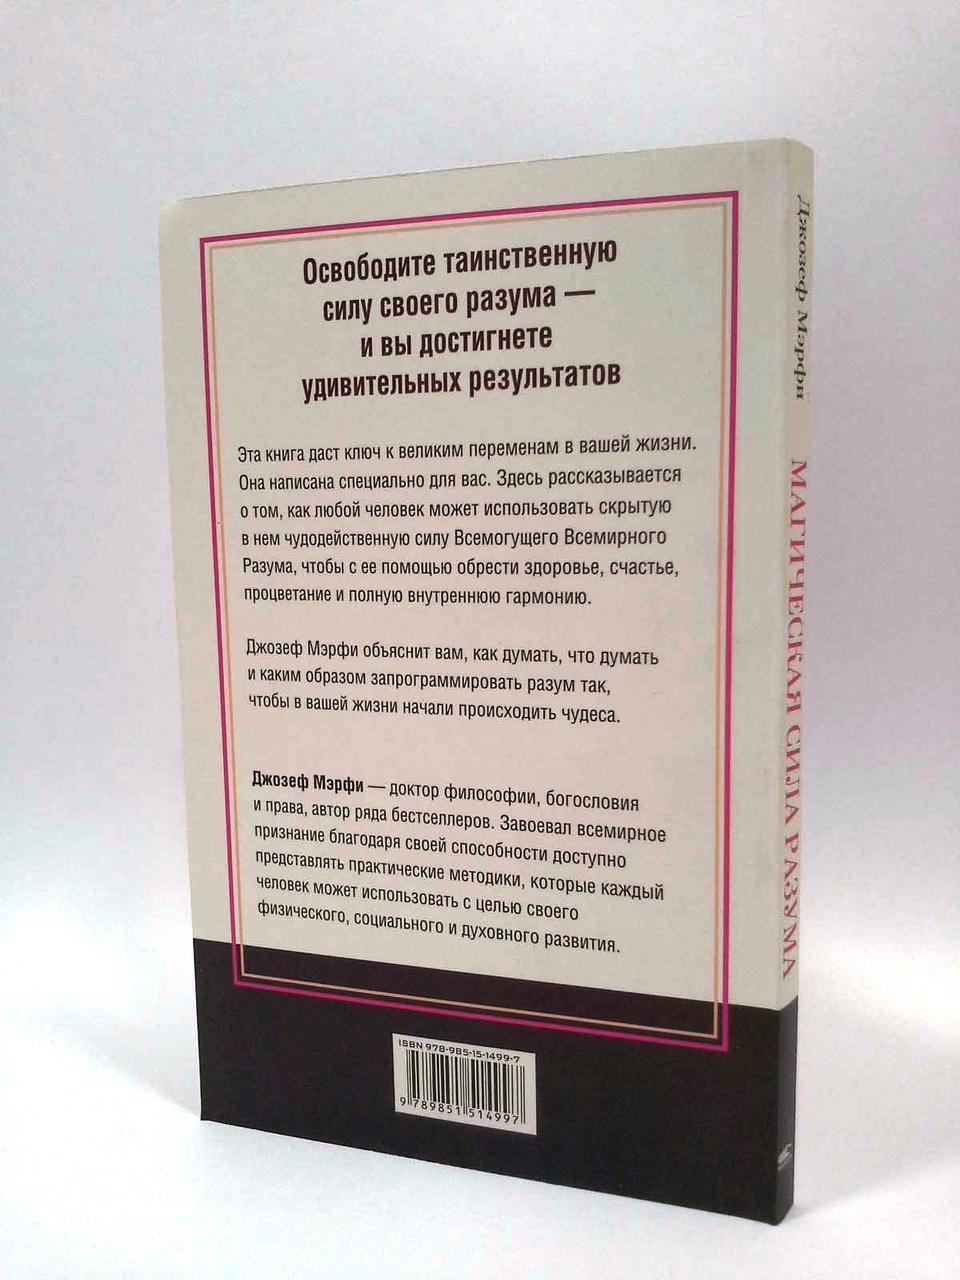 Освободите таинственную
силу своего разума —
и вы достигнете
удивительных результатов
Эта книга даст ключ к великим переменам в вашей жизни.
Она написана специально для вас. Здесь рассказывается
о том, как любой человек может использовать скрытую
в нем чудодейственную силу Всемогущего Всемирного
Разума, чтобы с ее помощью обрести здоровье, счастье,
процветание и полную внутреннюю гармонию.
Джозеф Мэрфи объяснит вам, как думать, что думать
и каким образом запрограммировать разум так,
чтобы в вашей жизни начали происходить чудеса.
Джозеф Мэрфи — доктор философии, богословия
и права, автор ряда бестселлеров. Завоевал всемирное
признание благодаря своей способности доступно
представлять практические методики, которые каждый
человек может использовать с целью своего
физического, социального и духовного развития.
ISBN 978-985-15-1499-7
9 789851 514997
Джозеф Мэрфи
МАГИЧЕСКАЯ СИЛА РАЗУМА